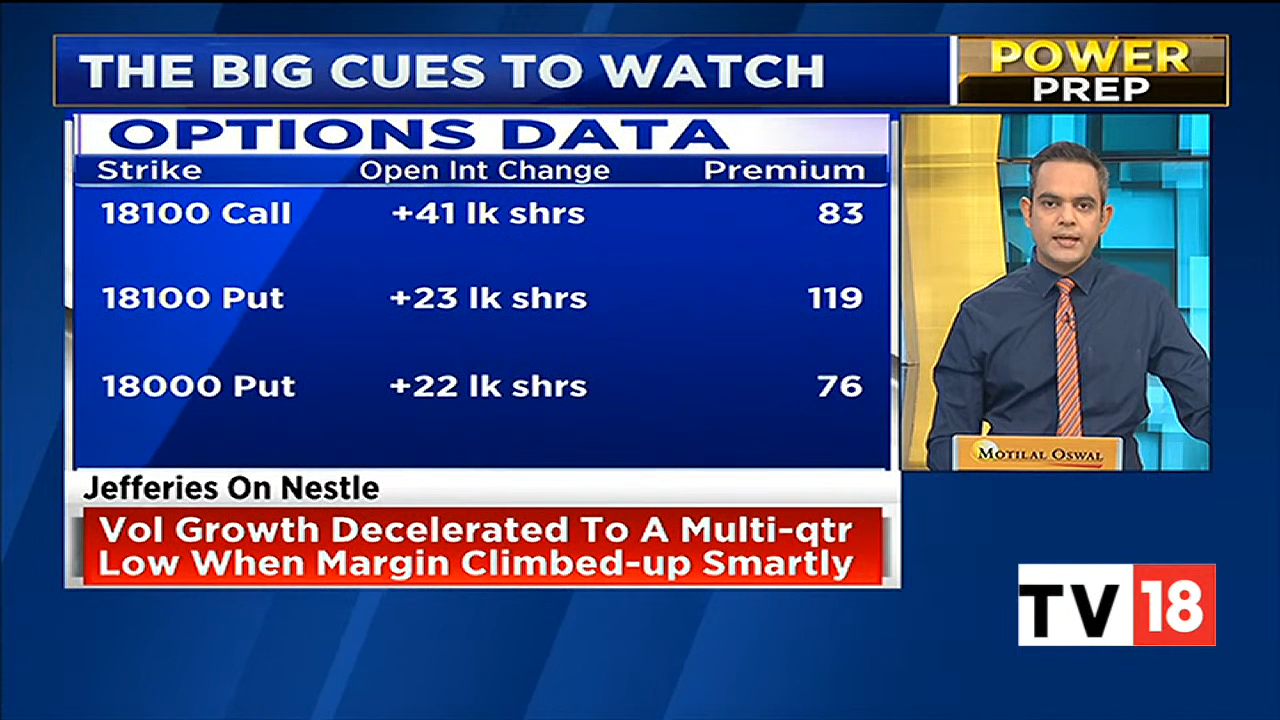 THE BIG CUES TO WATCH
POWER
PREP
OPTIONS DATA
Strike Open Int Change Premium
18100 Call +41 lk shrs 83
18100 Put +23 lk shrs 119
18000 Put +22 lk shrs 76
MOTILAL OSWAL
Jefferies On Nestle
Vol Growth Decelerated To A Multi-qtr
Low When Margin Climbed-up Smartly
TV18